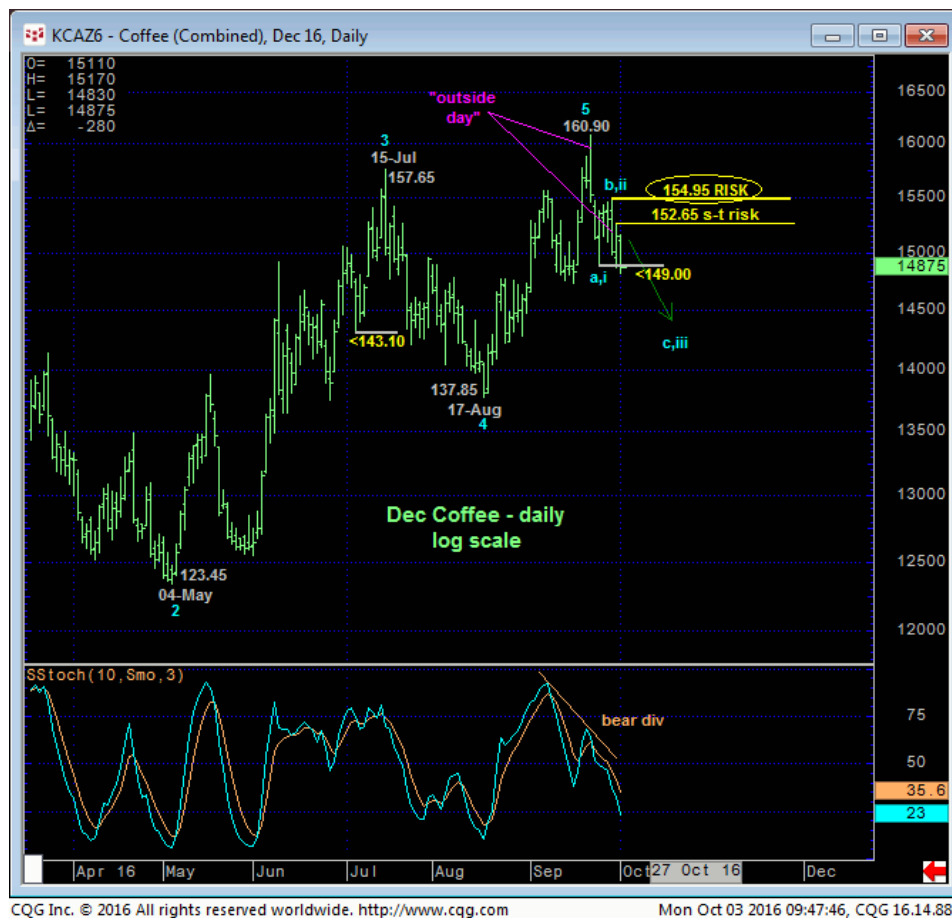 KCAZ6 - Coffee (Combined), Dec 16, Daily
O= 15110
H= 15170
L= 14830
L= 14875
Δ= -280
"outside
day"
5
160.90
3
15-Jul
157.65
b,ii
154.95 RISK
152.65 s-t risk
a,i
<149.00
c,iii
<143.10
137.85
17-Aug
4
Dec Coffee - daily
log scale
123.45
04-May
2
16500
16000
15500
15000
14875
14500
14000
13500
13000
12500
12000
SStoch(10,Smo,3)
bear div
75
50
35.6
23
Apr 16
May
Jun
Jul
Aug
Sep
Oct
27 Oct 16
Dec
CQG Inc. © 2016 All rights reserved worldwide. http://www.cqg.com
Mon Oct 03 2016 09:47:46, CQG 16.14.88